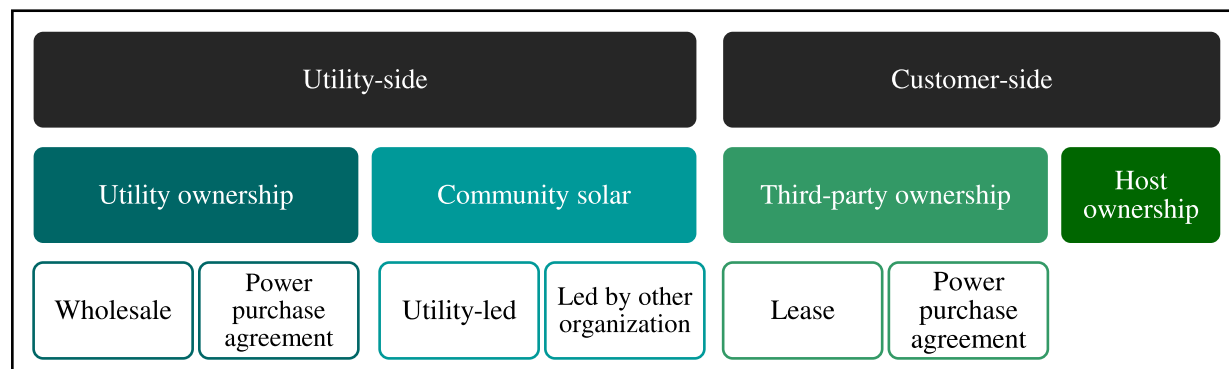 Utility-side
Customer-side
Utility ownership
Community solar
Third-party ownership
Host
ownership
Wholesale
Power
purchase
agreement
Utility-led
Led by other
organization
Lease
Power
purchase
agreement